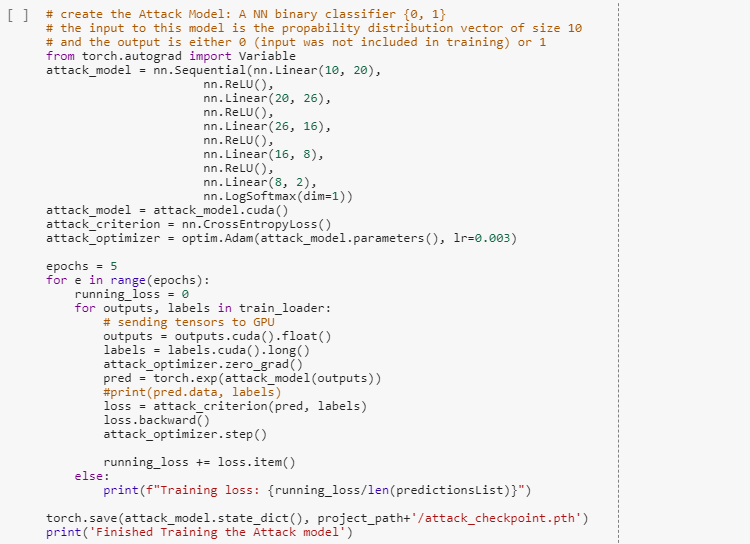 [ ] # create the Attack Model: A NN binary classifier {0, 1}
# the input to this model is the propability distribution vector of size 10
# and the output is either 0 (input was not included in training) or 1
from torch.autograd import Variable
attack_model = nn.Sequential(nn.Linear(10, 20),
                      nn.ReLU(),
                      nn.Linear(20, 26),
                      nn.ReLU(),
                      nn.Linear(26, 16),
                      nn.ReLU(),
                      nn.Linear(16, 8),
                      nn.ReLU(),
                      nn.Linear(8, 2),
                      nn.LogSoftmax(dim=1))
attack_model = attack_model.cuda()
attack_criterion = nn.CrossEntropyLoss()
attack_optimizer = optim.Adam(attack_model.parameters(), lr=0.003)

epochs = 5
for e in range(epochs):
    running_loss = 0
    for outputs, labels in train_loader:
        # sending tensors to GPU
        outputs = outputs.cuda().float()
        labels = labels.cuda().long()
        attack_optimizer.zero_grad()
        pred = torch.exp(attack_model(outputs))
        #print(pred.data, labels)
        loss = attack_criterion(pred, labels)
        loss.backward()
        attack_optimizer.step()

        running_loss += loss.item()
    else:
        print(f"Training loss: {running_loss/len(predictionsList)}")

torch.save(attack_model.state_dict(), project_path+'/attack_checkpoint.pth')
print('Finished Training the Attack model')